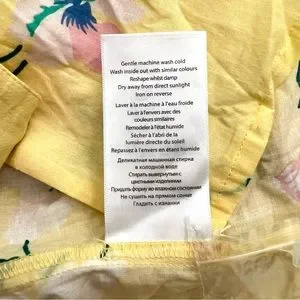 Gentle machine wash cold
Wash inside out with similar colours
Reshape whilst damp
Dry away from direct sunlight
Iron on reverse
Laver à la machine à l'eau froide
Laver à l'envers avec des
couleurs similaires
Remodeler à l'état humide
Sécher à l'abri de la
lumière directe du soleil
Repassez à l'envers en étans humide
Деликатная машинная стирка
в холодной воде
Стирать вывернутым с
цветными изделиями
Придать форму во влажном состоянии
Не сушить на прямом солнце
Гладить с изнанки